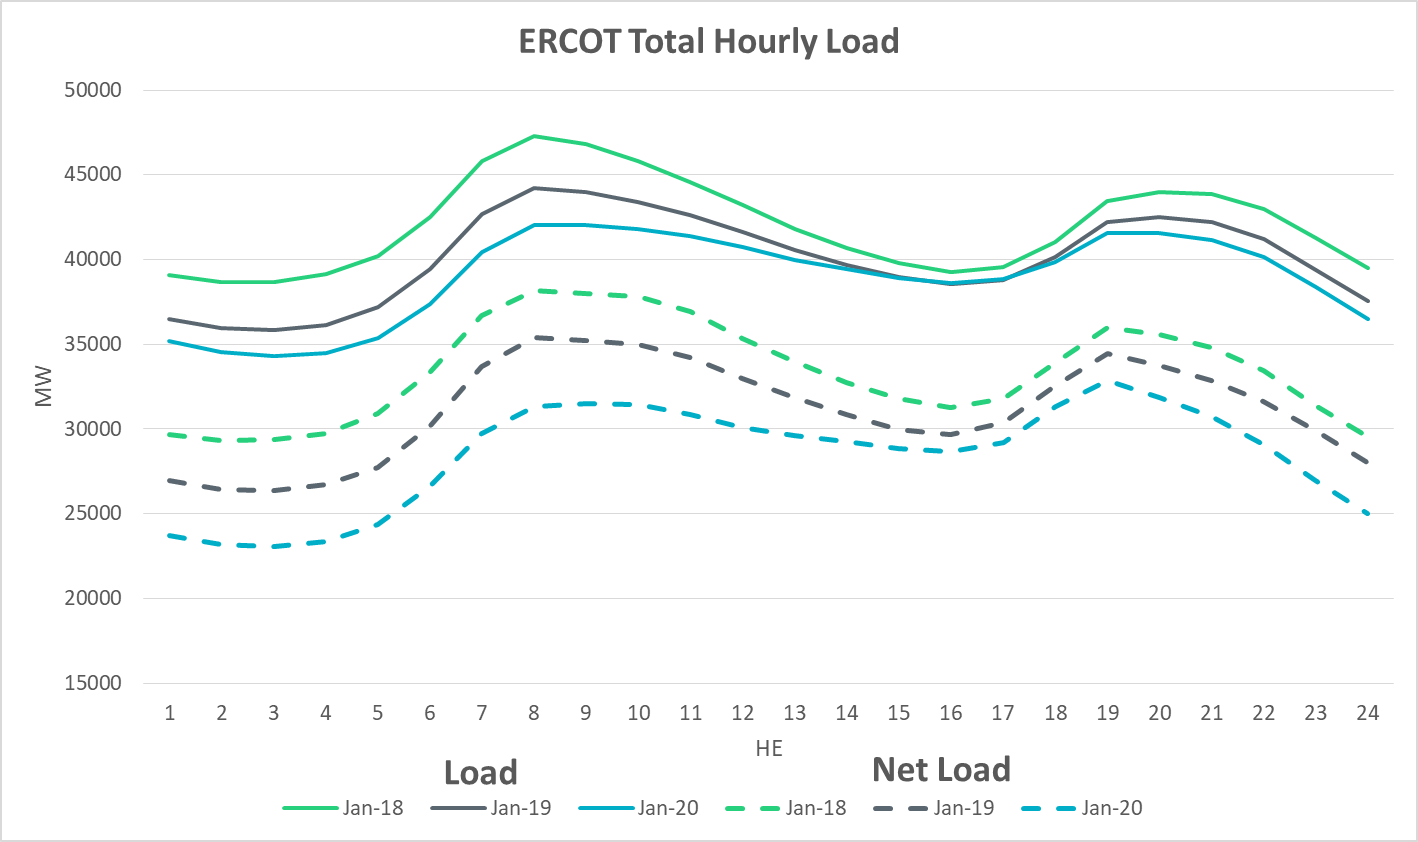 ERCOT Total Hourly Load
50000
45000
40000
35000
30000
25000
20000
15000
MW
1 2 3 4 5 6 7 8 9 10 11 12 13 14 15 16 17 18 19 20 21 22 23 24
HE
Load Net Load
Jan-18 Jan-19 Jan-20 Jan-18 Jan-19 Jan-20